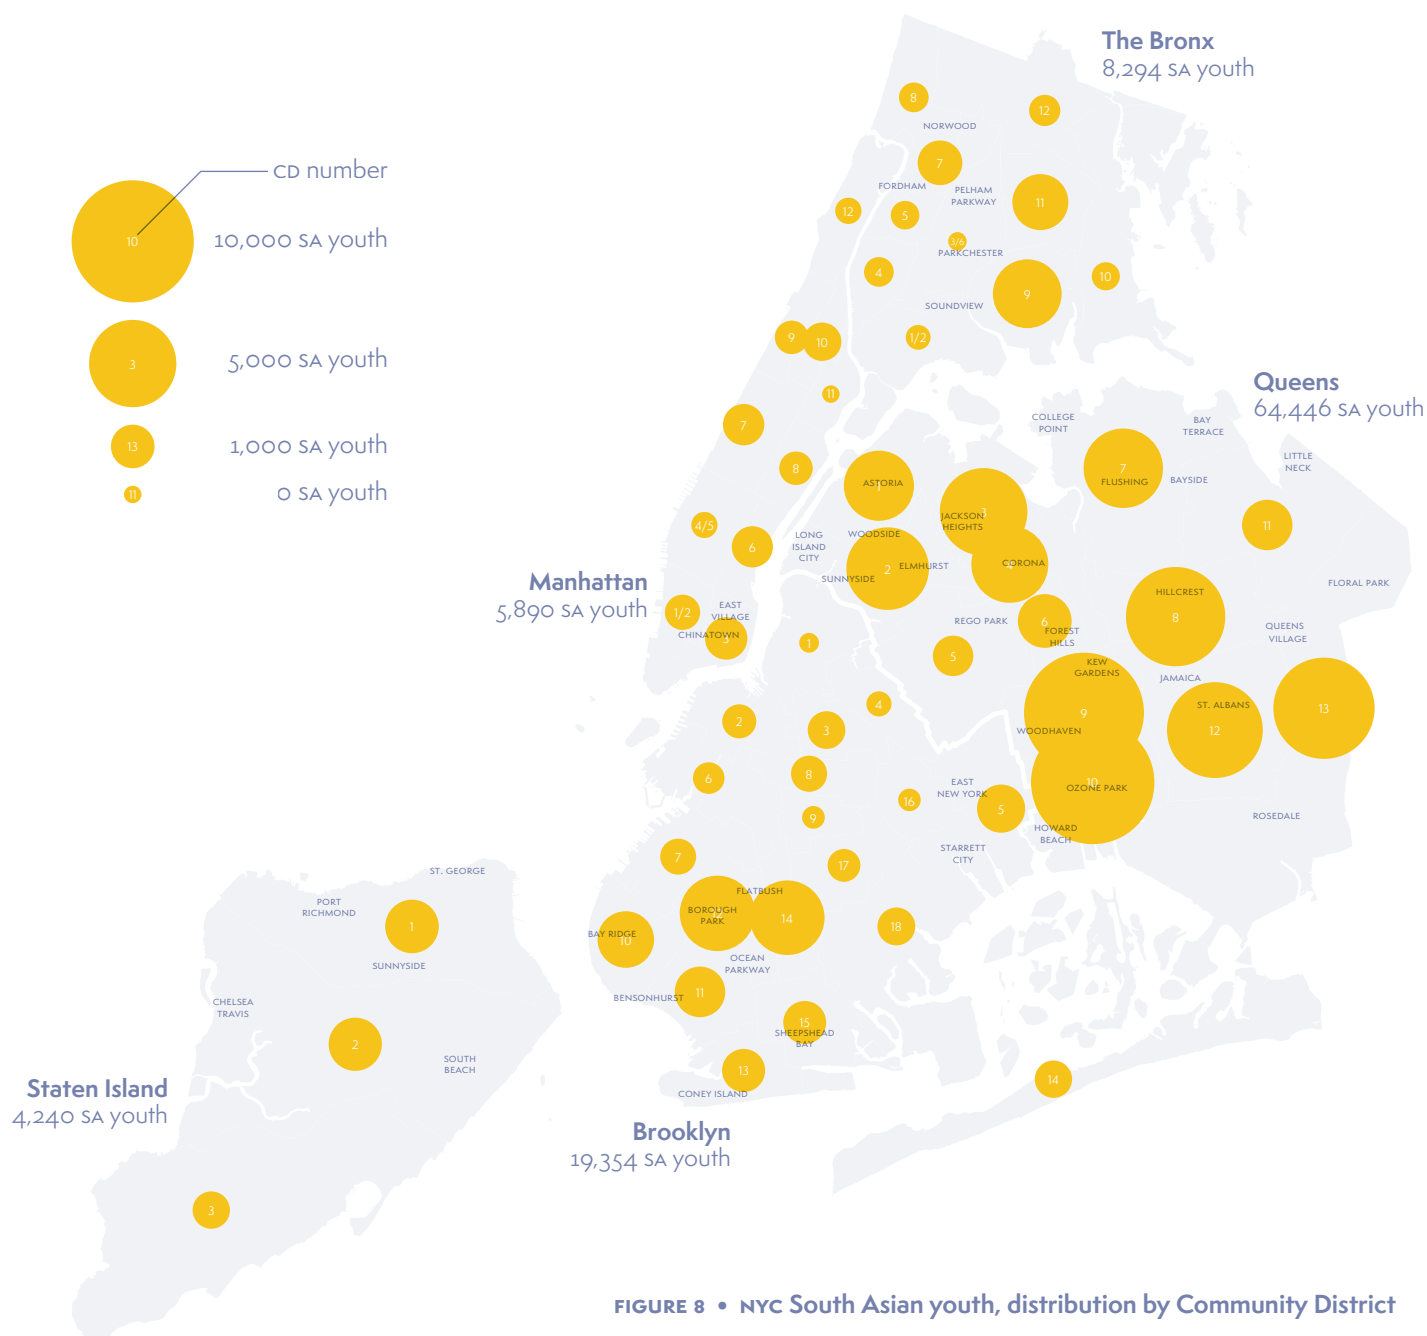 The Bronx
8,294 SA youth
8
12
NORWOOD
7
CD number
FORDHAM
PELHAM
PARKWAY
11
12
5
10
10,000 SA youth
3/6
PARKCHESTER
4
10
9
SOUNDVIEW
9
10
1/2
3
5,000 SA youth
11
Queens
64,446 SA youth
COLLEGE
POINT
BAY
TERRACE
7
13
1,000 SA youth
LITTLE
NECK
8
7
FLUSHING
BAYSIDE
1
ASTORIA
11
0 SA youth
3
JACKSON
HEIGHTS
4/5
11
6
LONG
ISLAND
CITY
WOODSIDE
SUNNYSIDE
2
ELMHURST
4
CORONA
Manhattan
5,890 SA youth
FLORAL PARK
HILLCREST
8
1/2
EAST
VILLAGE
CHINATOWN
3
1
REGO PARK
6
FOREST
HILLS
QUEENS
VILLAGE
5
KEW
GARDENS
JAMAICA
9
WOODHAVEN
ST. ALBANS
12
13
4
2
3
6
8
10
OZONE PARK
EAST
NEW YORK
5
16
9
HOWARD
BEACH
ROSEDALE
STARRETT
CITY
7
17
ST. GEORGE
FLATBUSH
PORT
RICHMOND
BOROUGH
PARK
14
1
BAY RIDGE
10
18
OCEAN
PARKWAY
SUNNYSIDE
BENSONHURST
11
CHELSEA
TRAVIS
15
SHEEPSHEAD
BAY
2
SOUTH
BEACH
13
CONEY ISLAND
14
Staten Island
4,240 SA youth
Brooklyn
19,354 SA youth
3
FIGURE 8 • NYC South Asian youth, distribution by Community District